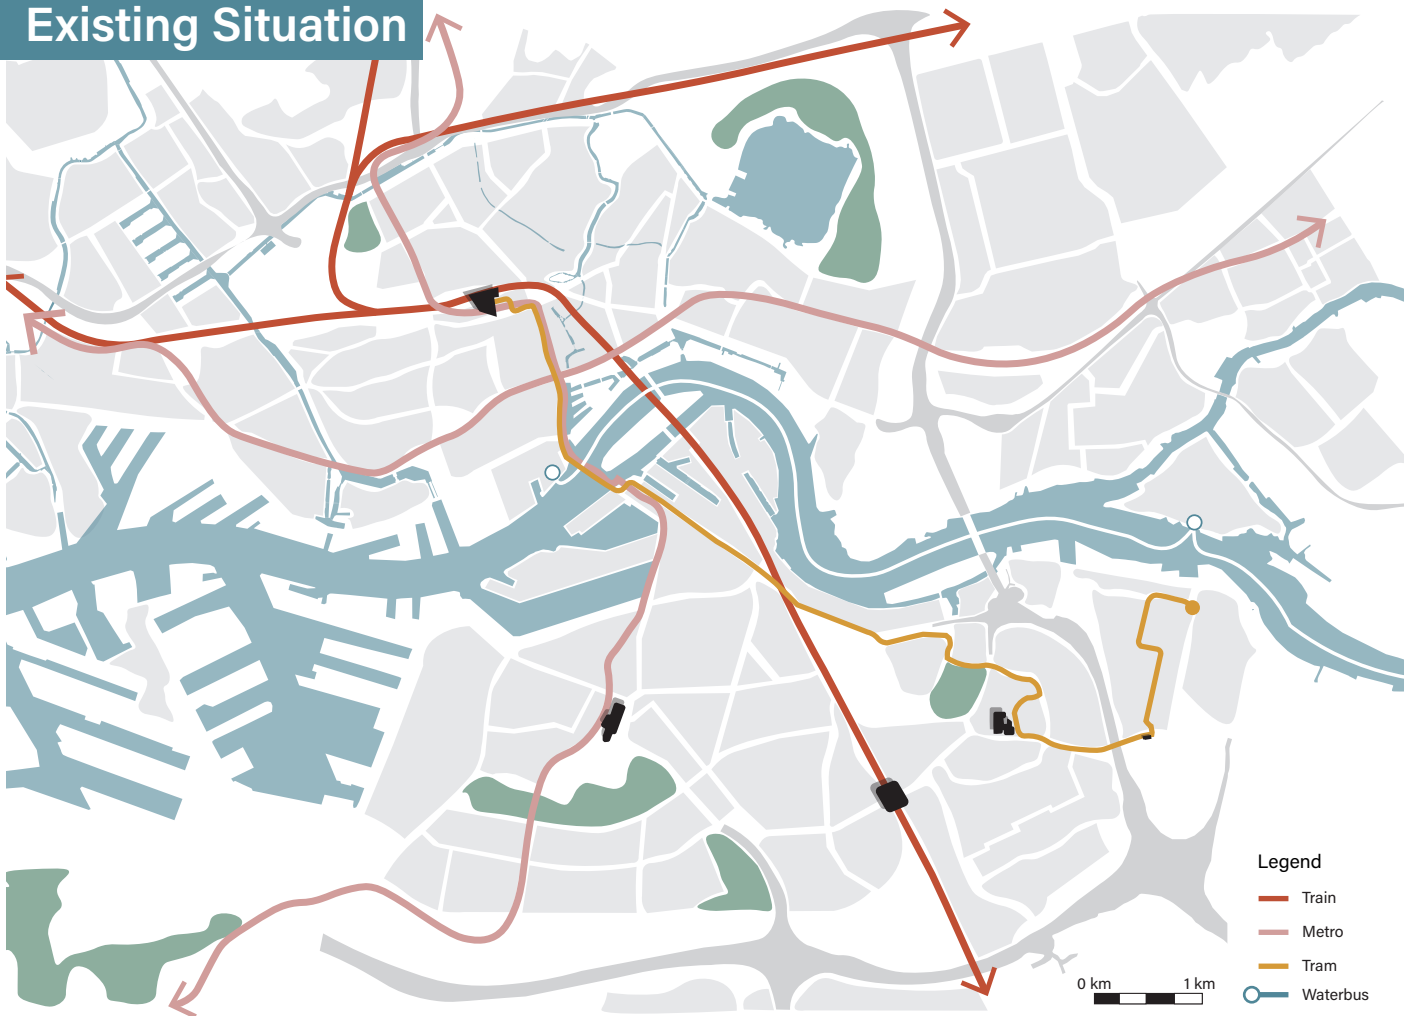 Existing Situation
Legend
Train
Metro
Tram
Waterbus
0 km 1 km